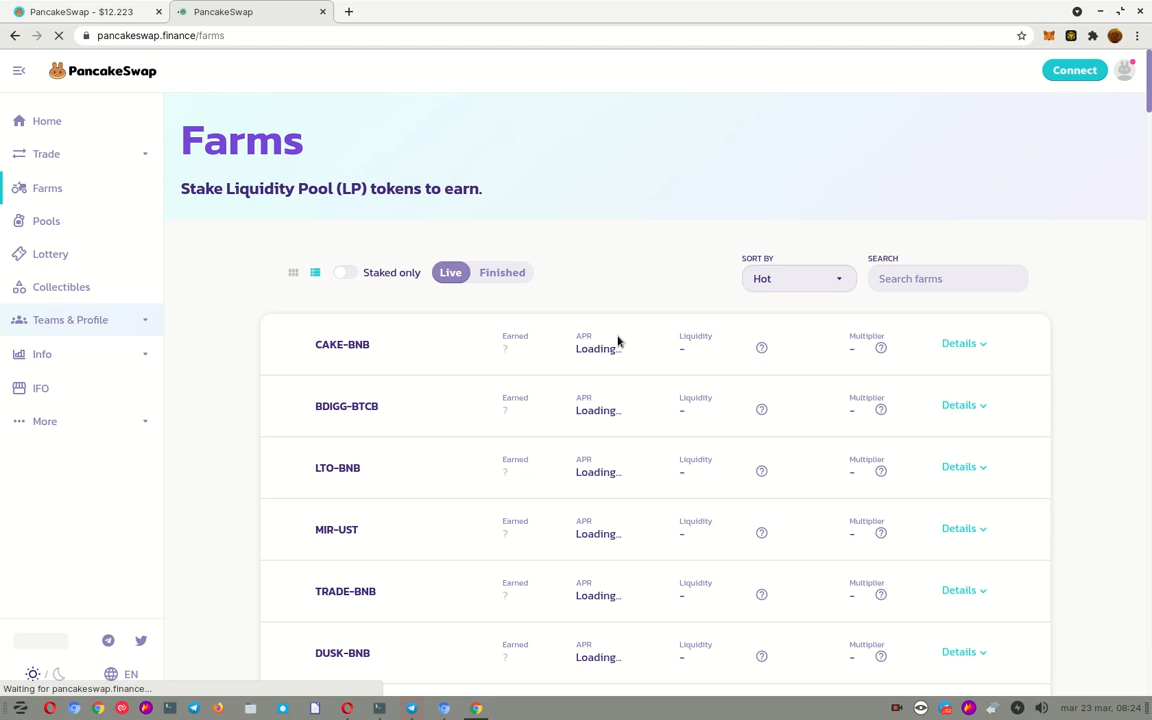 PancakeSwap - $12.223
PancakeSwap
pancakeswap.finance/farms
PancakeSwap
Connect
Home
Trade
Farms
Pools
Lottery
Collectibles
Teams & Profile
Info
IFO
More
EN
Farms
Stake Liquidity Pool (LP) tokens to earn.
Staked only
Live
Finished
SORT BY
Hot
SEARCH
Search farms
CAKE-BNB
Earned
?
APR
Loading...
Liquidity
-
Multiplier
-
Details
BDIGG-BTCB
Earned
?
APR
Loading...
Liquidity
-
Multiplier
-
Details
LTO-BNB
Earned
?
APR
Loading...
Liquidity
-
Multiplier
-
Details
MIR-UST
Earned
?
APR
Loading...
Liquidity
-
Multiplier
-
Details
TRADE-BNB
Earned
?
APR
Loading...
Liquidity
-
Multiplier
-
Details
DUSK-BNB
Earned
?
APR
Loading...
Liquidity
-
Multiplier
-
Details
Waiting for pancakeswap.finance...
mar 23 mar, 08:24